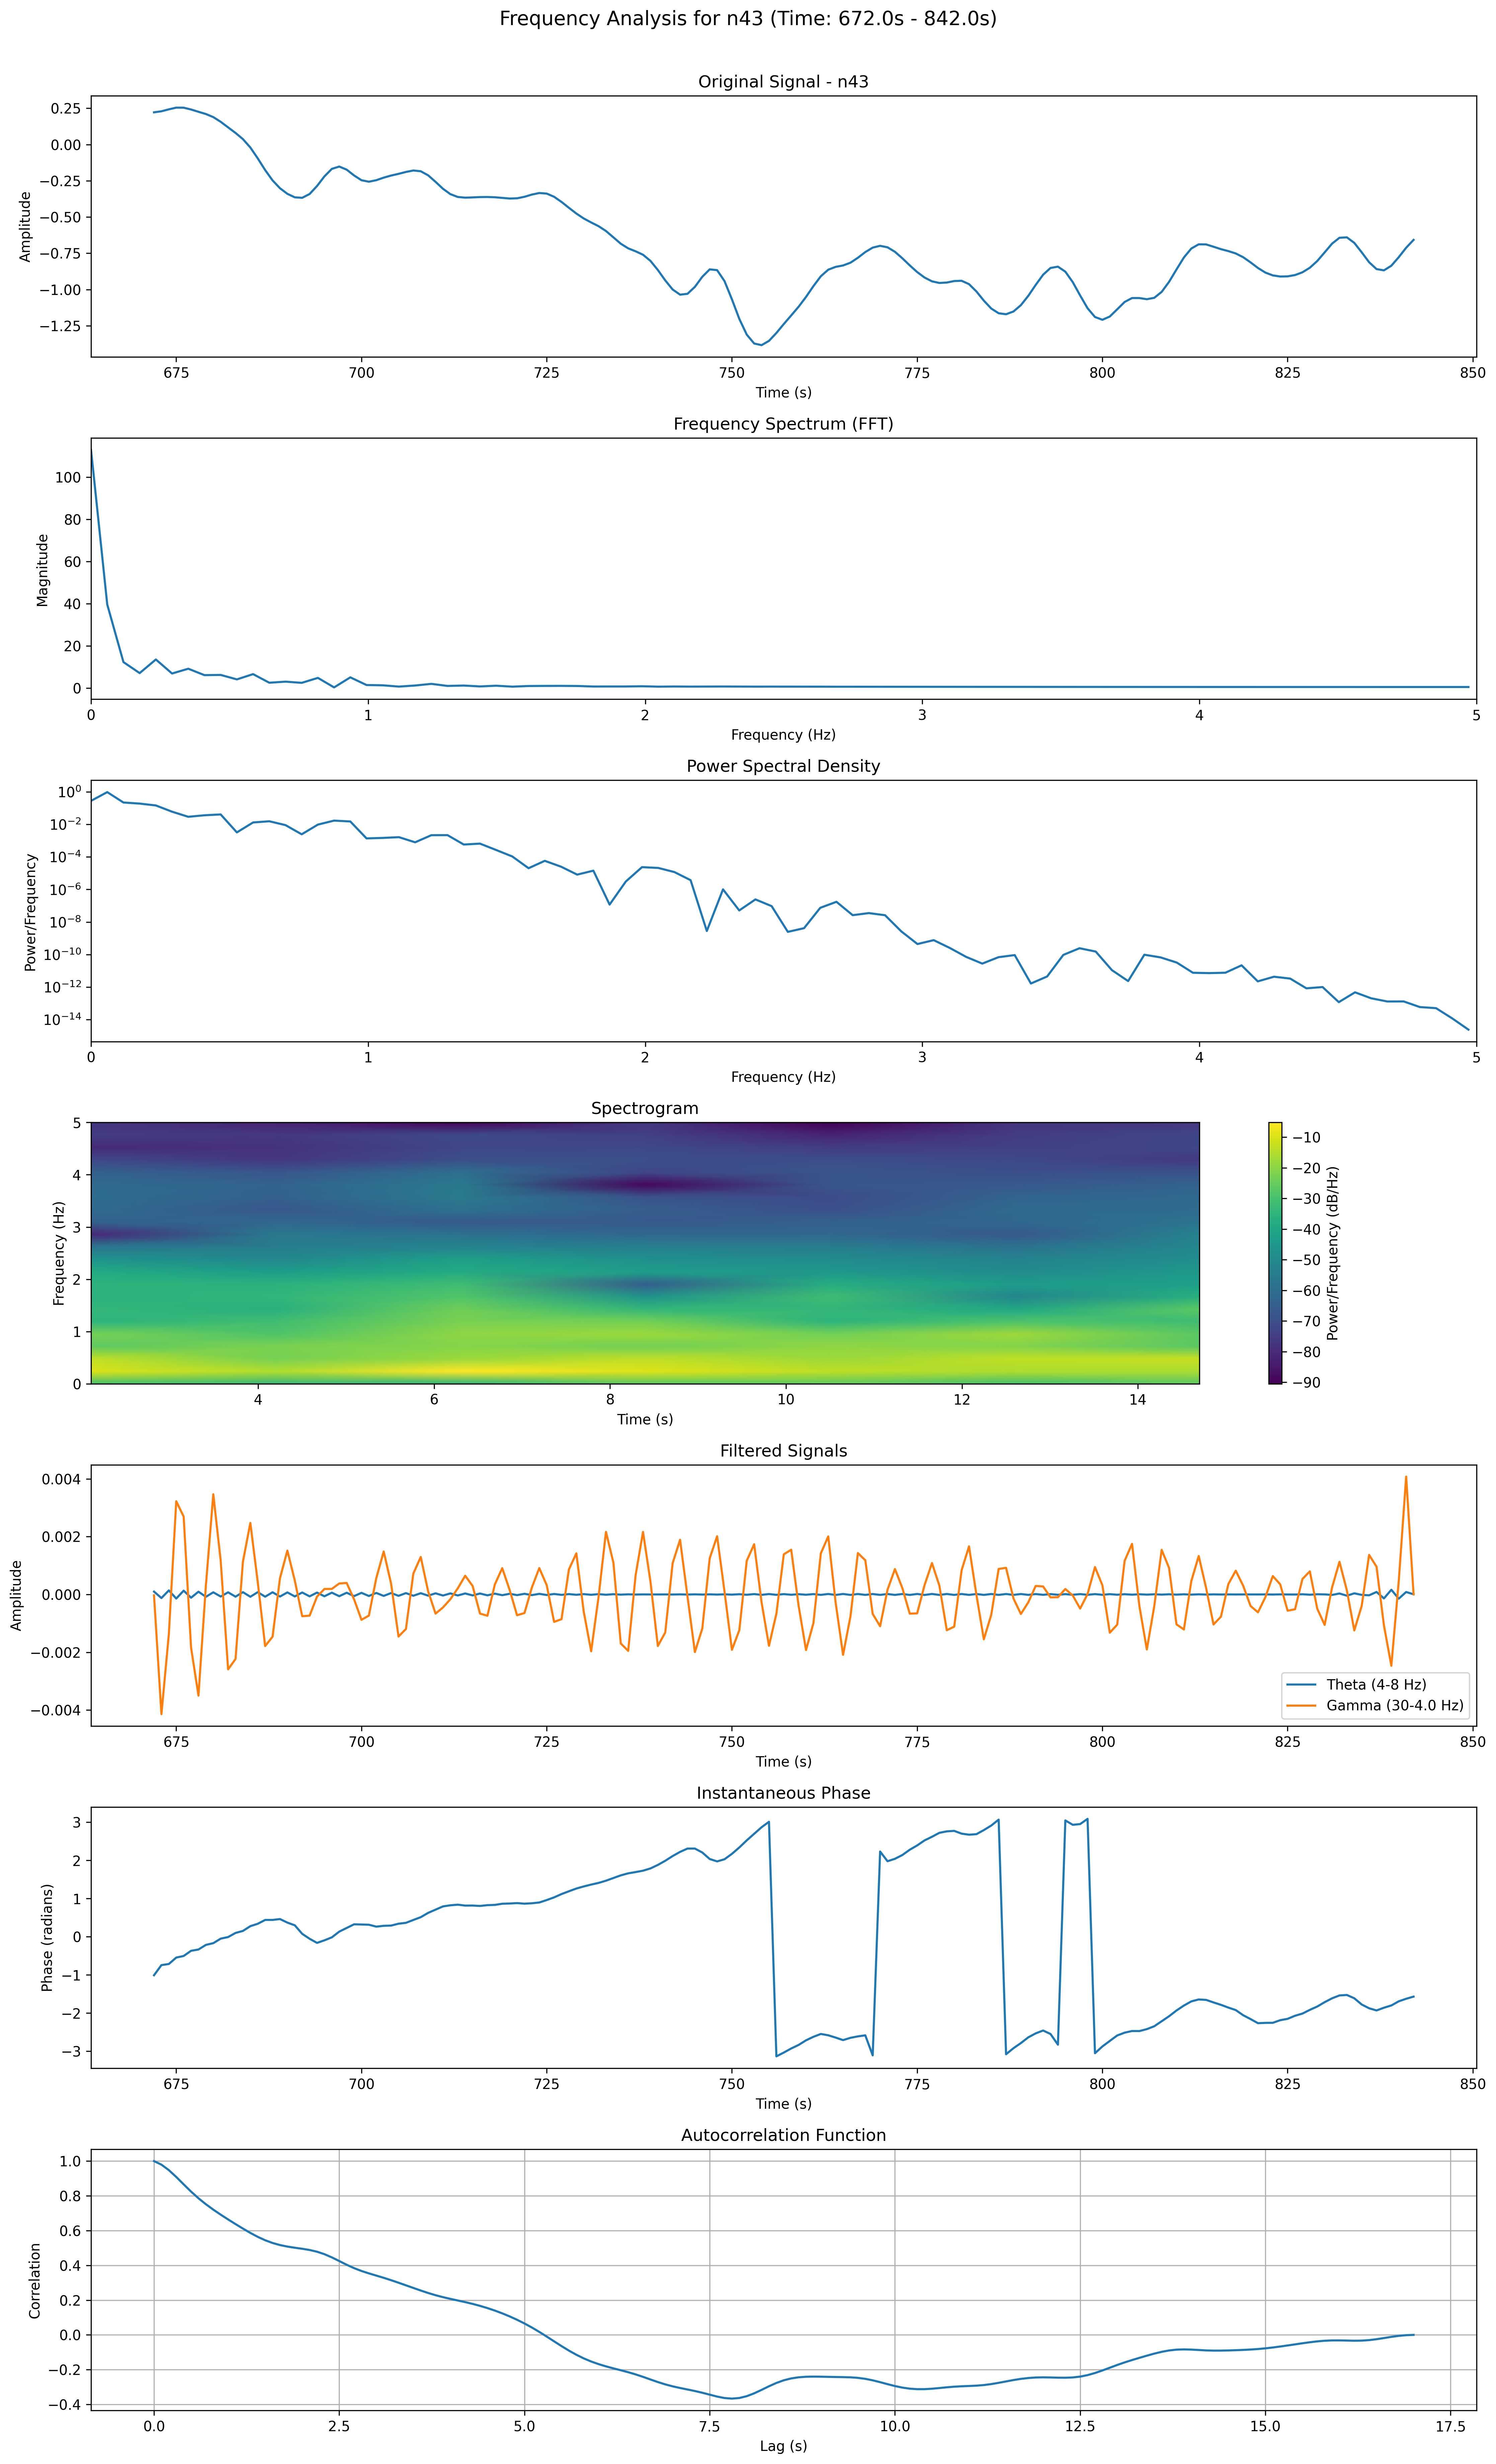 Frequency Analysis for n43 (Time: 672.0s - 842.0s)
Original Signal - n43
Amplitude
0.25
0.00
−0.25
−0.50
−0.75
−1.00
−1.25
675 700 725 750 775 800 825 850
Time (s)
Frequency Spectrum (FFT)
Magnitude
100
80
60
40
20
0
0 1 2 3 4 5
Frequency (Hz)
Power Spectral Density
Power/Frequency
10⁰
10⁻²
10⁻⁴
10⁻⁶
10⁻⁸
10⁻¹⁰
10⁻¹²
10⁻¹⁴
0 1 2 3 4 5
Frequency (Hz)
Spectrogram
Frequency (Hz)
5
4
3
2
1
0
4 6 8 10 12 14
Time (s)
−10
−20
−30
−40
−50
−60
−70
−80
−90
Power/Frequency (dB/Hz)
Filtered Signals
Amplitude
0.004
0.002
0.000
−0.002
−0.004
Theta (4-8 Hz)
Gamma (30-4.0 Hz)
675 700 725 750 775 800 825 850
Time (s)
Instantaneous Phase
Phase (radians)
3
2
1
0
−1
−2
−3
675 700 725 750 775 800 825 850
Time (s)
Autocorrelation Function
Correlation
1.0
0.8
0.6
0.4
0.2
0.0
−0.2
−0.4
0.0 2.5 5.0 7.5 10.0 12.5 15.0 17.5
Lag (s)